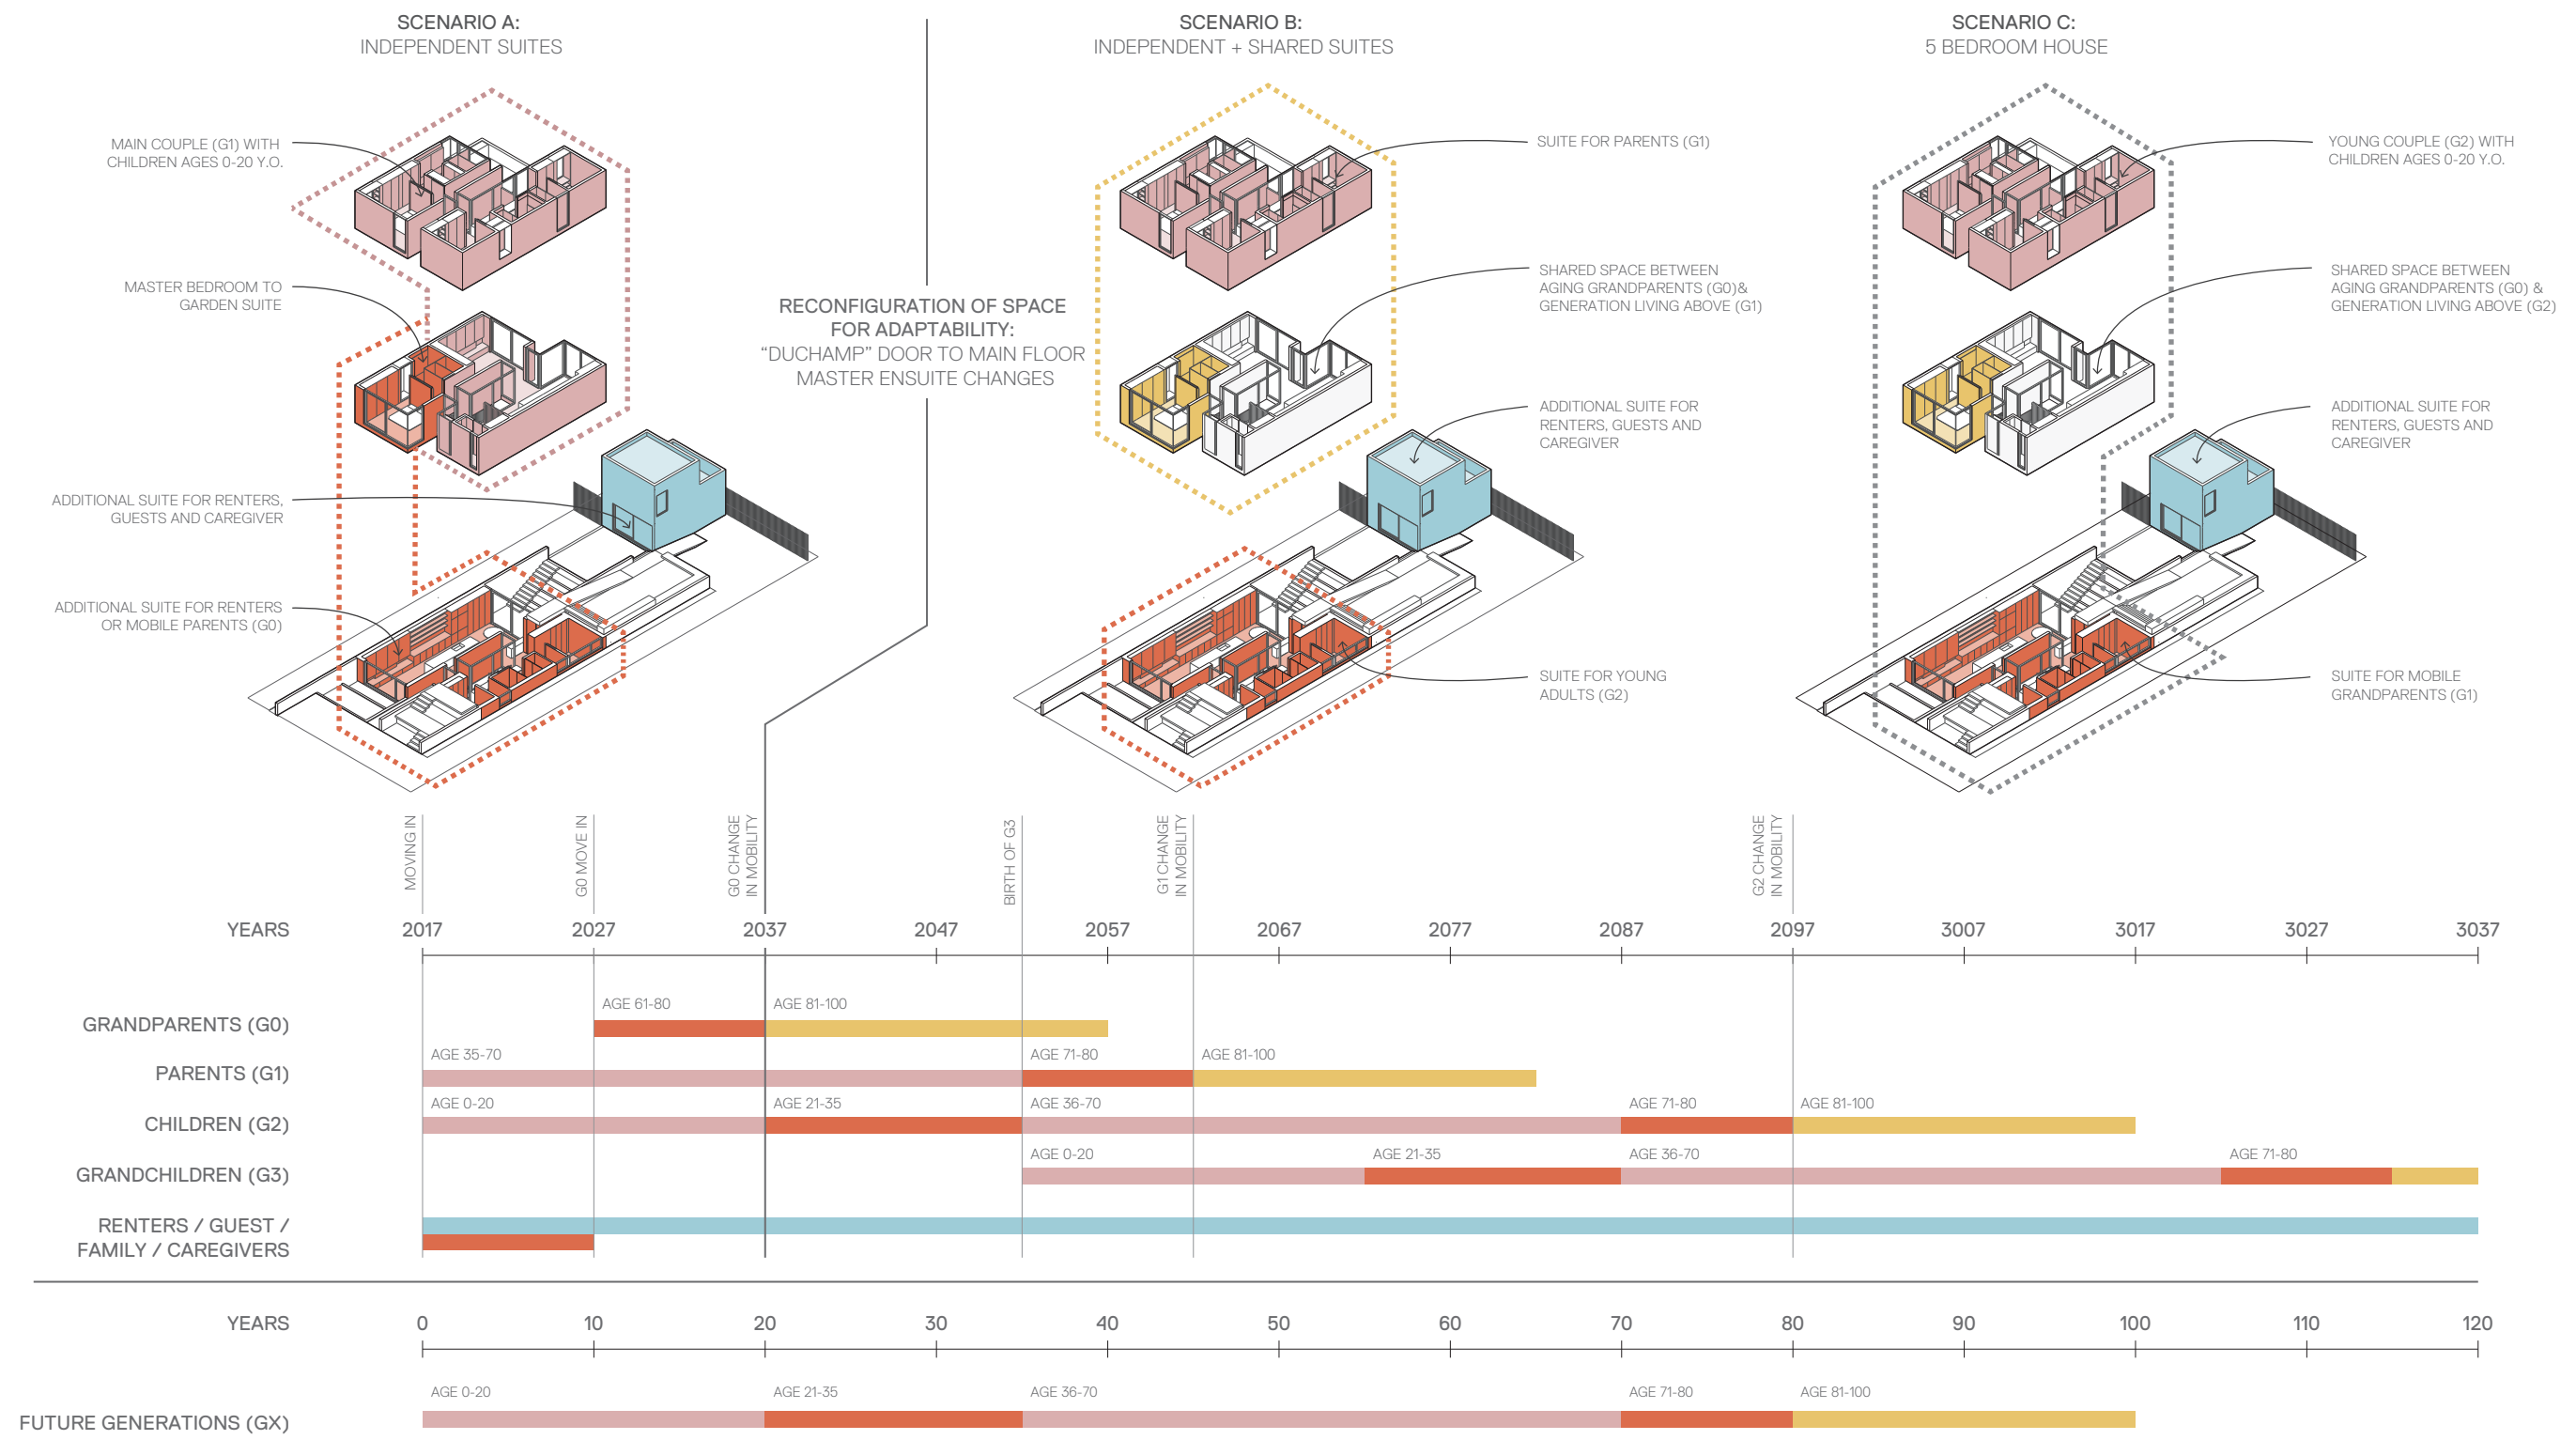 SCENARIO A:
INDEPENDENT SUITES
MAIN COUPLE (G1) WITH
CHILDREN AGES 0-20 Y.O.
MASTER BEDROOM TO
GARDEN SUITE
ADDITIONAL SUITE FOR RENTERS,
GUESTS AND CAREGIVER
ADDITIONAL SUITE FOR RENTERS
OR MOBILE PARENTS (G0)
RECONFIGURATION OF SPACE
FOR ADAPTABILITY:
“DUCHAMP” DOOR TO MAIN FLOOR
MASTER ENSUITE CHANGES
SCENARIO B:
INDEPENDENT + SHARED SUITES
SUITE FOR PARENTS (G1)
SHARED SPACE BETWEEN
AGING GRANDPARENTS (G0)&
GENERATION LIVING ABOVE (G1)
ADDITIONAL SUITE FOR
RENTERS, GUESTS AND
CAREGIVER
SUITE FOR YOUNG
ADULTS (G2)
SCENARIO C:
5 BEDROOM HOUSE
YOUNG COUPLE (G2) WITH
CHILDREN AGES 0-20 Y.O.
SHARED SPACE BETWEEN
AGING GRANDPARENTS (G0) &
GENERATION LIVING ABOVE (G2)
ADDITIONAL SUITE FOR
RENTERS, GUESTS AND
CAREGIVER
SUITE FOR MOBILE
GRANDPARENTS (G1)
MOVING IN
G0 MOVE IN
G0 CHANGE
IN MOBILITY
BIRTH OF G3
G1 CHANGE
IN MOBILITY
G2 CHANGE
IN MOBILITY
YEARS 2017 2027 2037 2047 2057 2067 2077 2087 2097 3007 3017 3027 3037
AGE 61-80 AGE 81-100
GRANDPARENTS (G0)
AGE 35-70 AGE 71-80 AGE 81-100
PARENTS (G1)
AGE 0-20 AGE 21-35 AGE 36-70 AGE 71-80 AGE 81-100
CHILDREN (G2)
AGE 0-20 AGE 21-35 AGE 36-70 AGE 71-80
GRANDCHILDREN (G3)
RENTERS / GUEST /
FAMILY / CAREGIVERS
YEARS 0 10 20 30 40 50 60 70 80 90 100 110 120
AGE 0-20 AGE 21-35 AGE 36-70 AGE 71-80 AGE 81-100
FUTURE GENERATIONS (GX)